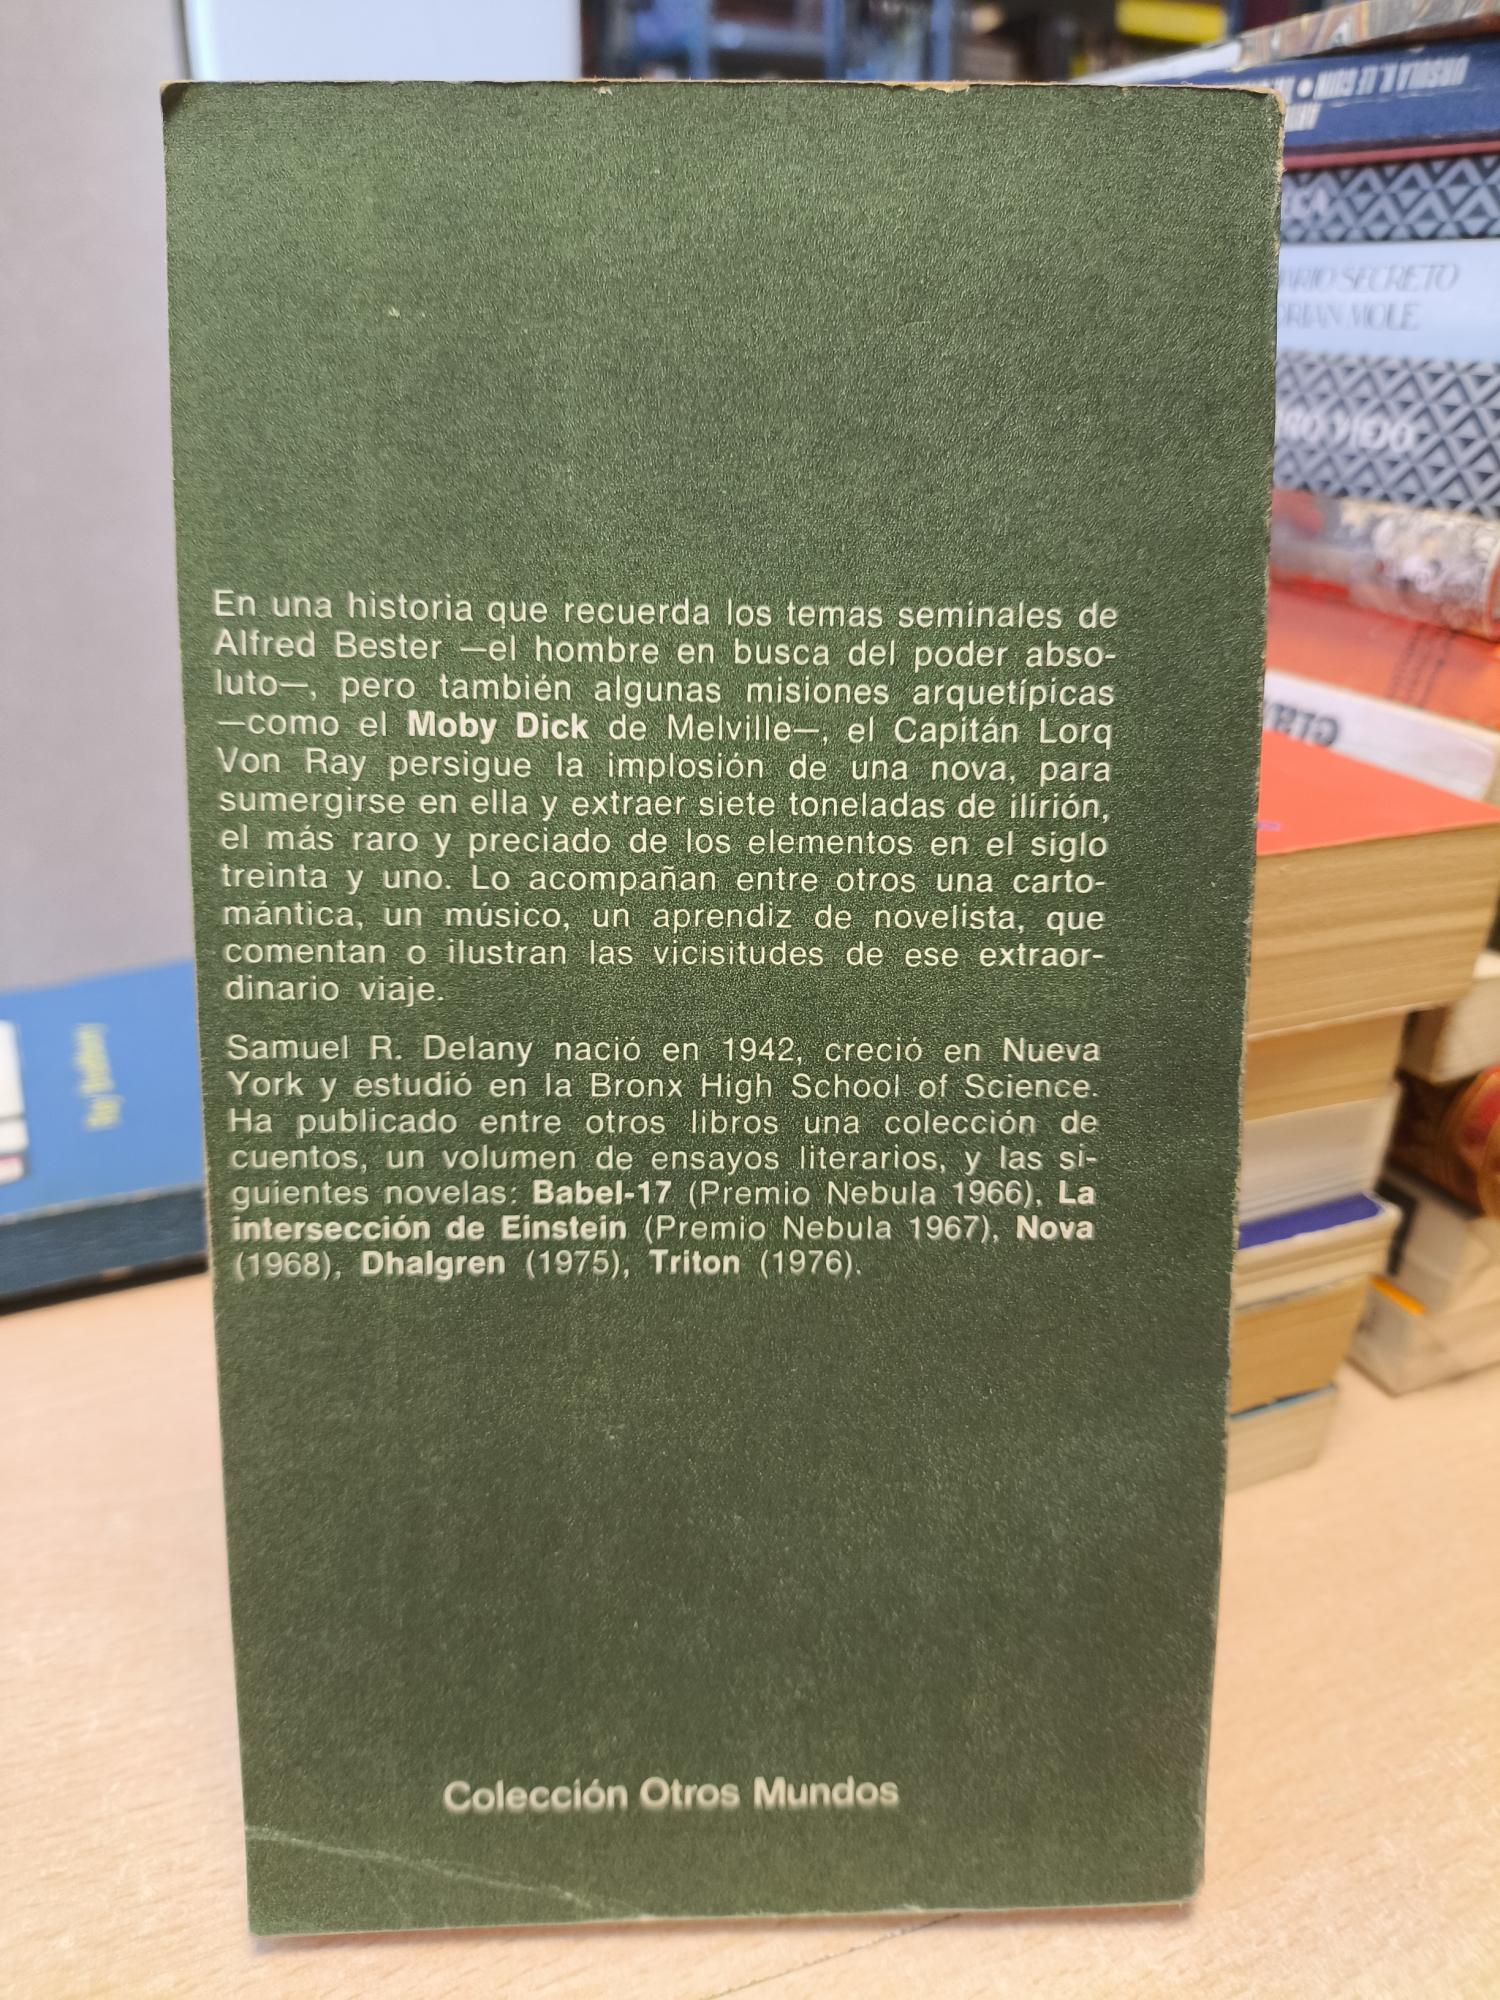 En una historia que recuerda los temas seminales de
Alfred Bester —el hombre en busca del poder abso-
luto—, pero también algunas misiones arquetípicas
—como el Moby Dick de Melville—, el Capitán Lorq
Von Ray persigue la implosión de una nova, para
sumergirse en ella y extraer siete toneladas de ilirión,
el más raro y preciado de los elementos en el siglo
treinta y uno. Lo acompañan entre otros una carto-
mántica, un músico, un aprendiz de novelista, que
comentan o ilustran las vicisitudes de ese extraor-
dinario viaje.
Samuel R. Delany nació en 1942, creció en Nueva
York y estudió en la Bronx High School of Science.
Ha publicado entre otros libros una colección de
cuentos, un volumen de ensayos literarios, y las si-
guientes novelas: Babel-17 (Premio Nebula 1966), La
intersección de Einstein (Premio Nebula 1967), Nova
(1968), Dhalgren (1975), Triton (1976).
Colección Otros Mundos
URSULA K. LE GUIN
SECRETO
MOLE